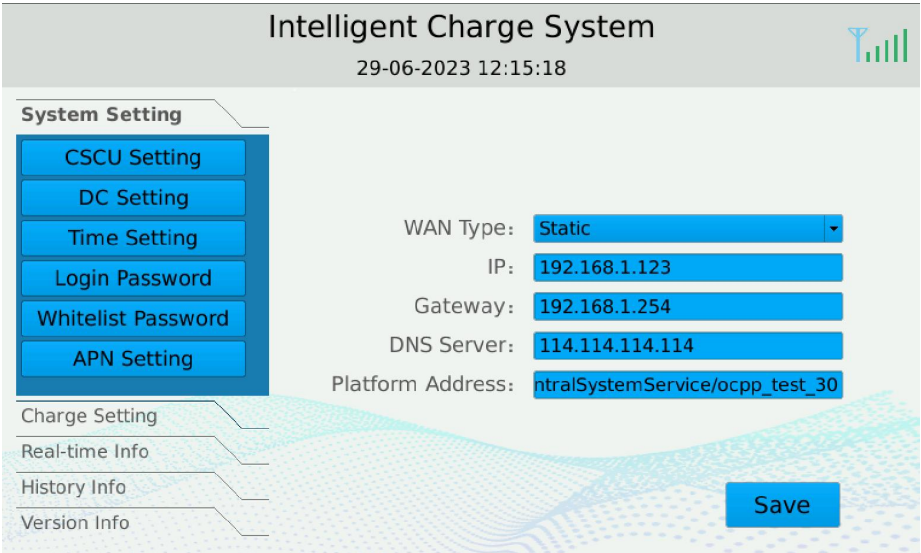 Intelligent Charge System
29-06-2023 12:15:18
System Setting
CSCU Setting
DC Setting
Time Setting
Login Password
Whitelist Password
APN Setting
Charge Setting
Real-time Info
History Info
Version Info
WAN Type: Static
IP: 192.168.1.123
Gateway: 192.168.1.254
DNS Server: 114.114.114.114
Platform Address: ntralSystemService/ocpp_test_30
Save